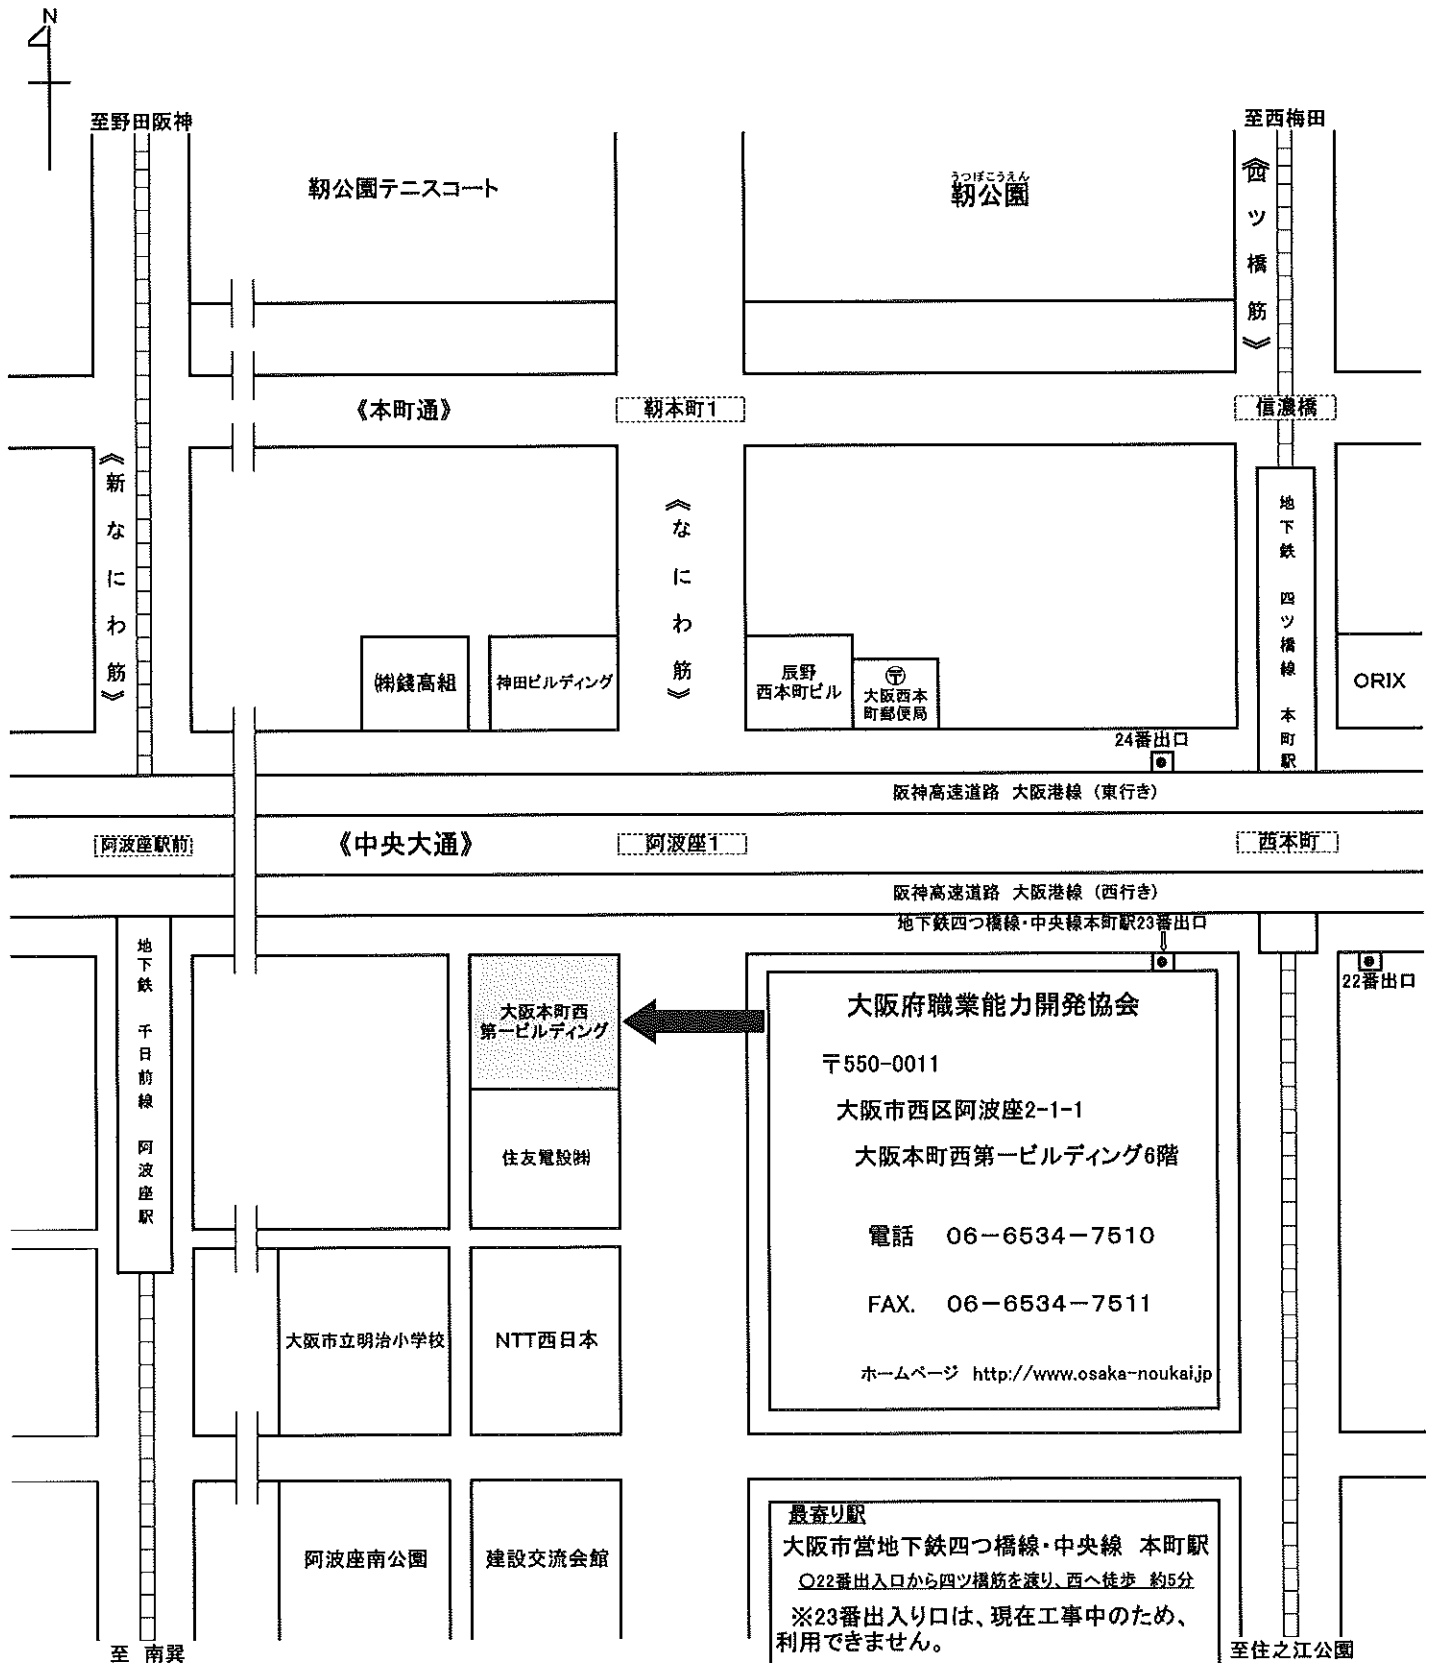 N
至野田阪神
至西梅田
靭公園テニスコート
うつぼこうえん
靭公園
《四ツ橋筋》
《本町通》
靭本町1
信濃橋
《新なにわ筋》
《なにわ筋》
地下鉄 四ツ橋線 本町駅
㈱錢高組
神田ビルディング
辰野
西本町ビル
〒
大阪西本
町郵便局
ORIX
24番出口
阪神高速道路 大阪港線 (東行き)
阿波座駅前
《中央大通》
阿波座1
西本町
阪神高速道路 大阪港線 (西行き)
地下鉄四つ橋線・中央線本町駅23番出口
22番出口
地下鉄 千日前線 阿波座駅
大阪本町西
第一ビルディング
大阪府職業能力開発協会
〒550-0011
大阪市西区阿波座2-1-1
大阪本町西第一ビルディング6階
電話 06-6534-7510
FAX. 06-6534-7511
ホームページ http://www.osaka-noukai.jp
住友電設㈱
大阪市立明治小学校
NTT西日本
阿波座南公園
建設交流会館
最寄り駅
大阪市営地下鉄四つ橋線・中央線 本町駅
○22番出入口から四ツ橋筋を渡り、西へ徒歩 約5分
※23番出入り口は、現在工事中のため、
利用できません。
至 南巽
至住之江公園